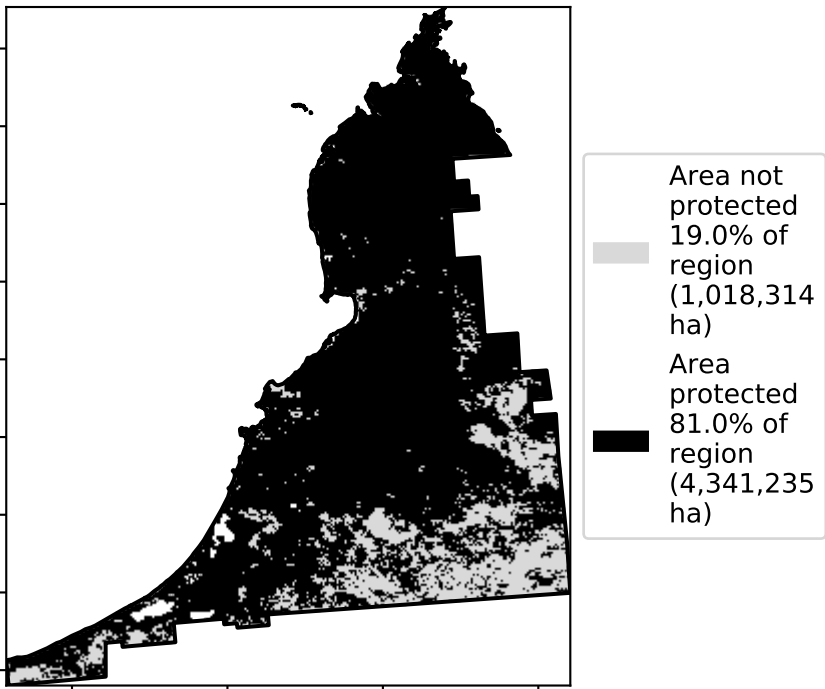 Area not
protected
19.0% of
region
(1,018,314
ha)
Area
protected
81.0% of
region
(4,341,235
ha)